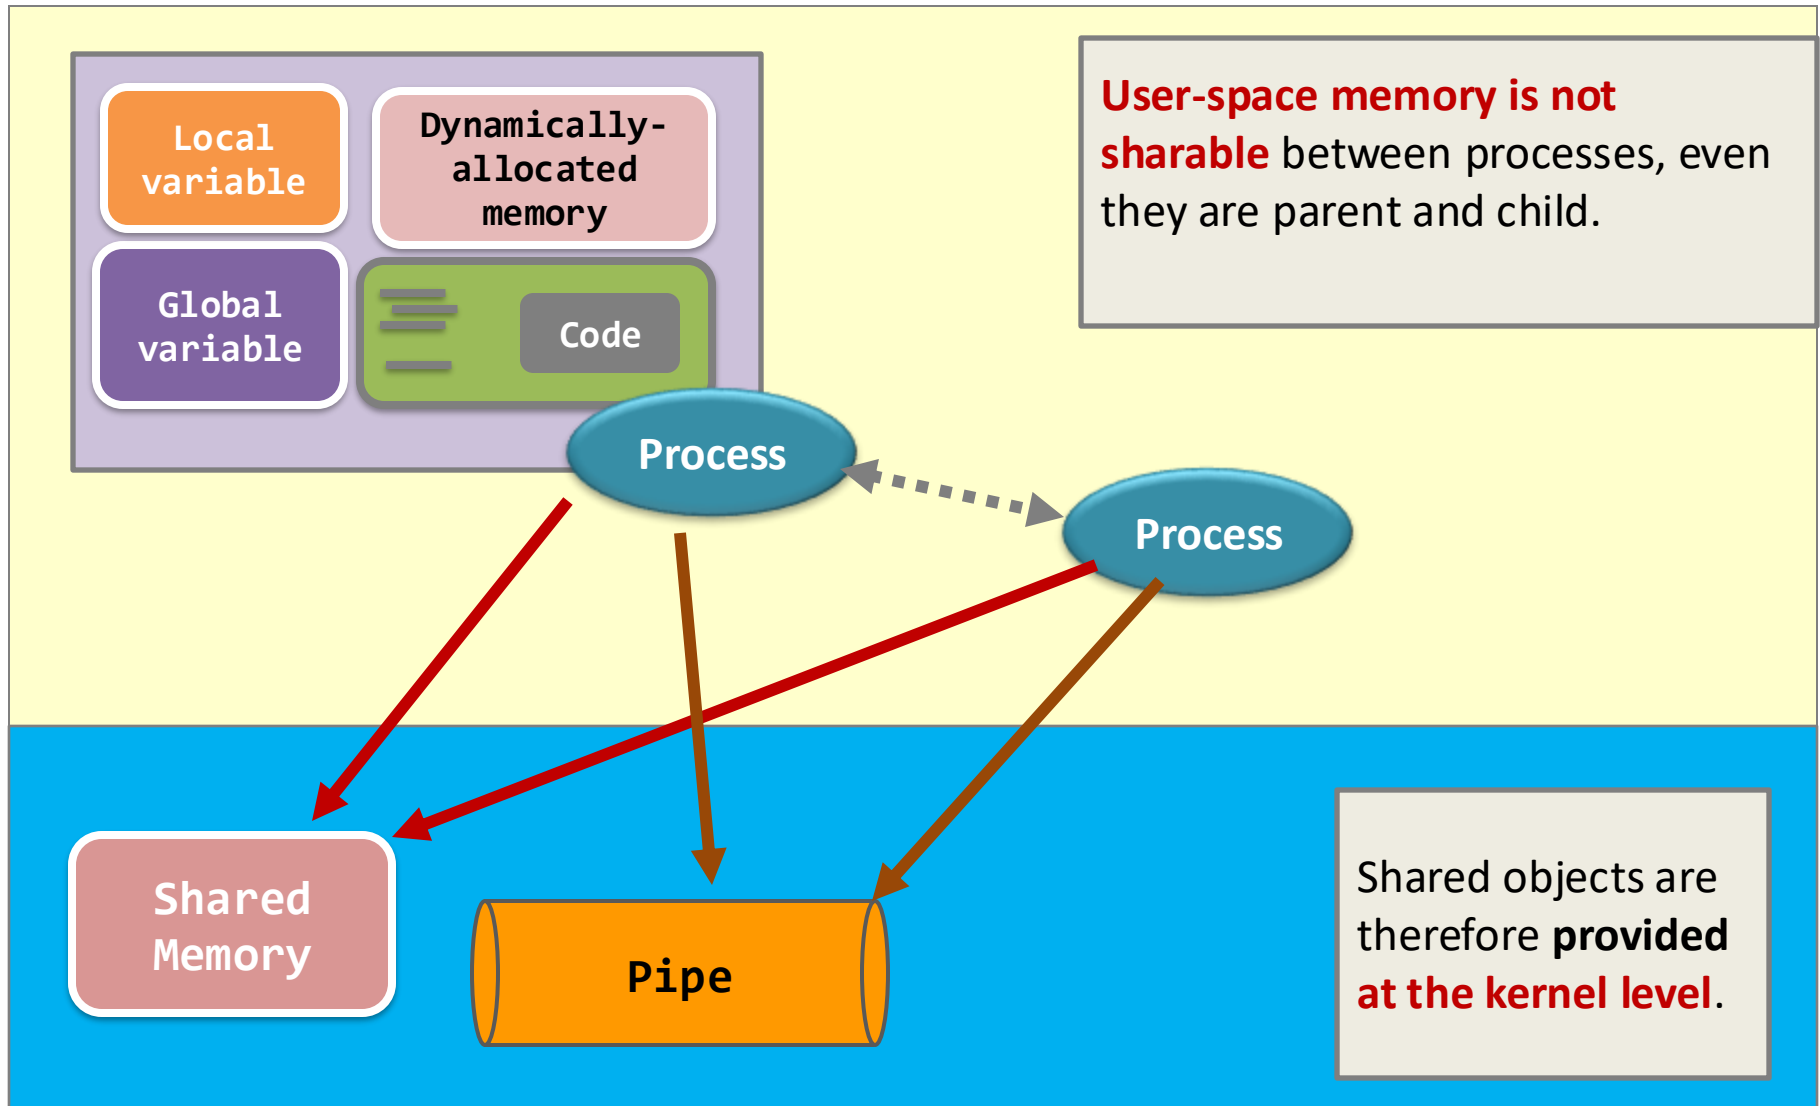 Local
variable
Dynamically-
allocated
memory
Global
variable
Code
User-space memory is not
sharable between processes, even
they are parent and child.
Process
Process
Shared
Memory
Pipe
Shared objects are
therefore provided
at the kernel level.